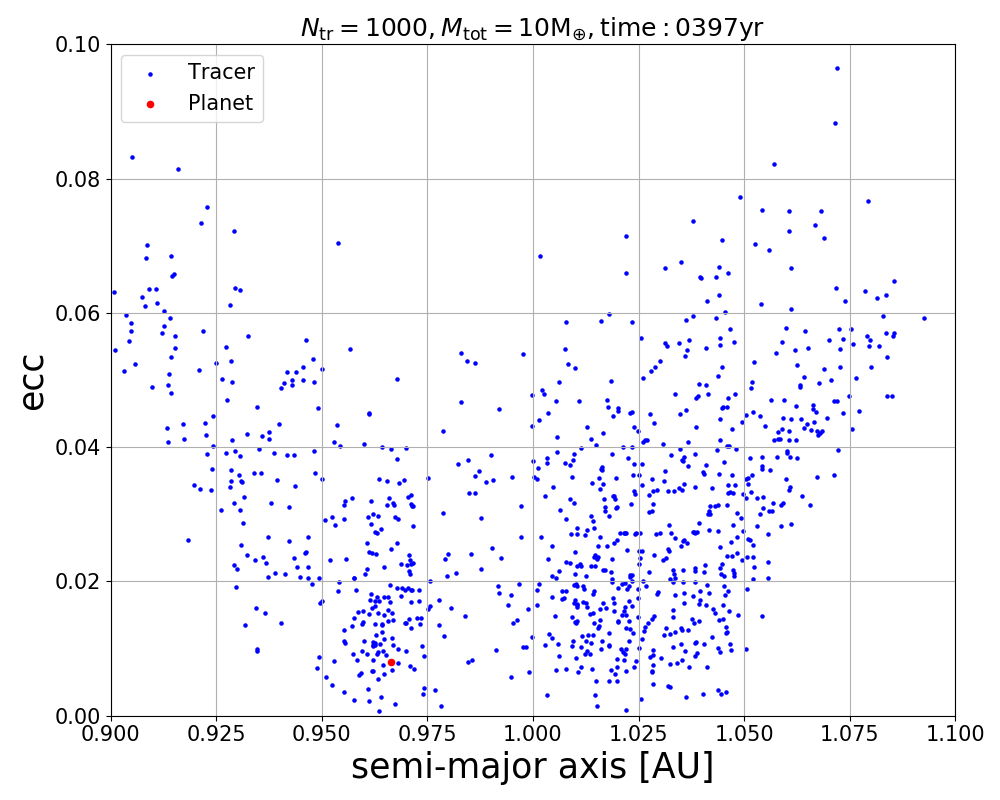 N_tr = 1000, M_tot = 10M_⊕, time : 0397yr
Tracer
Planet
ecc
0.10
0.08
0.06
0.04
0.02
0.00
0.900 0.925 0.950 0.975 1.000 1.025 1.050 1.075 1.100
semi-major axis [AU]